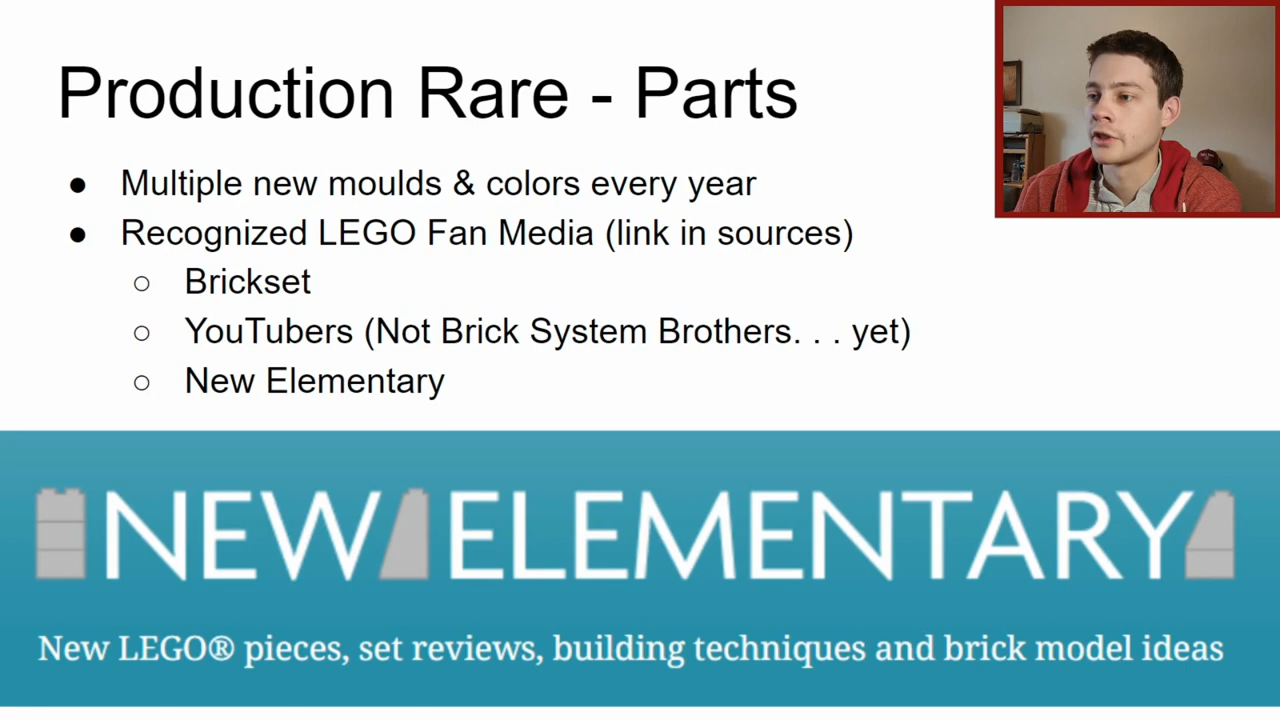 Production Rare - Parts
● Multiple new moulds & colors every year
● Recognized LEGO Fan Media (link in sources)
○ Brickset
○ YouTubers (Not Brick System Brothers. . . yet)
○ New Elementary
NEW ELEMENTARY
New LEGO® pieces, set reviews, building techniques and brick model ideas